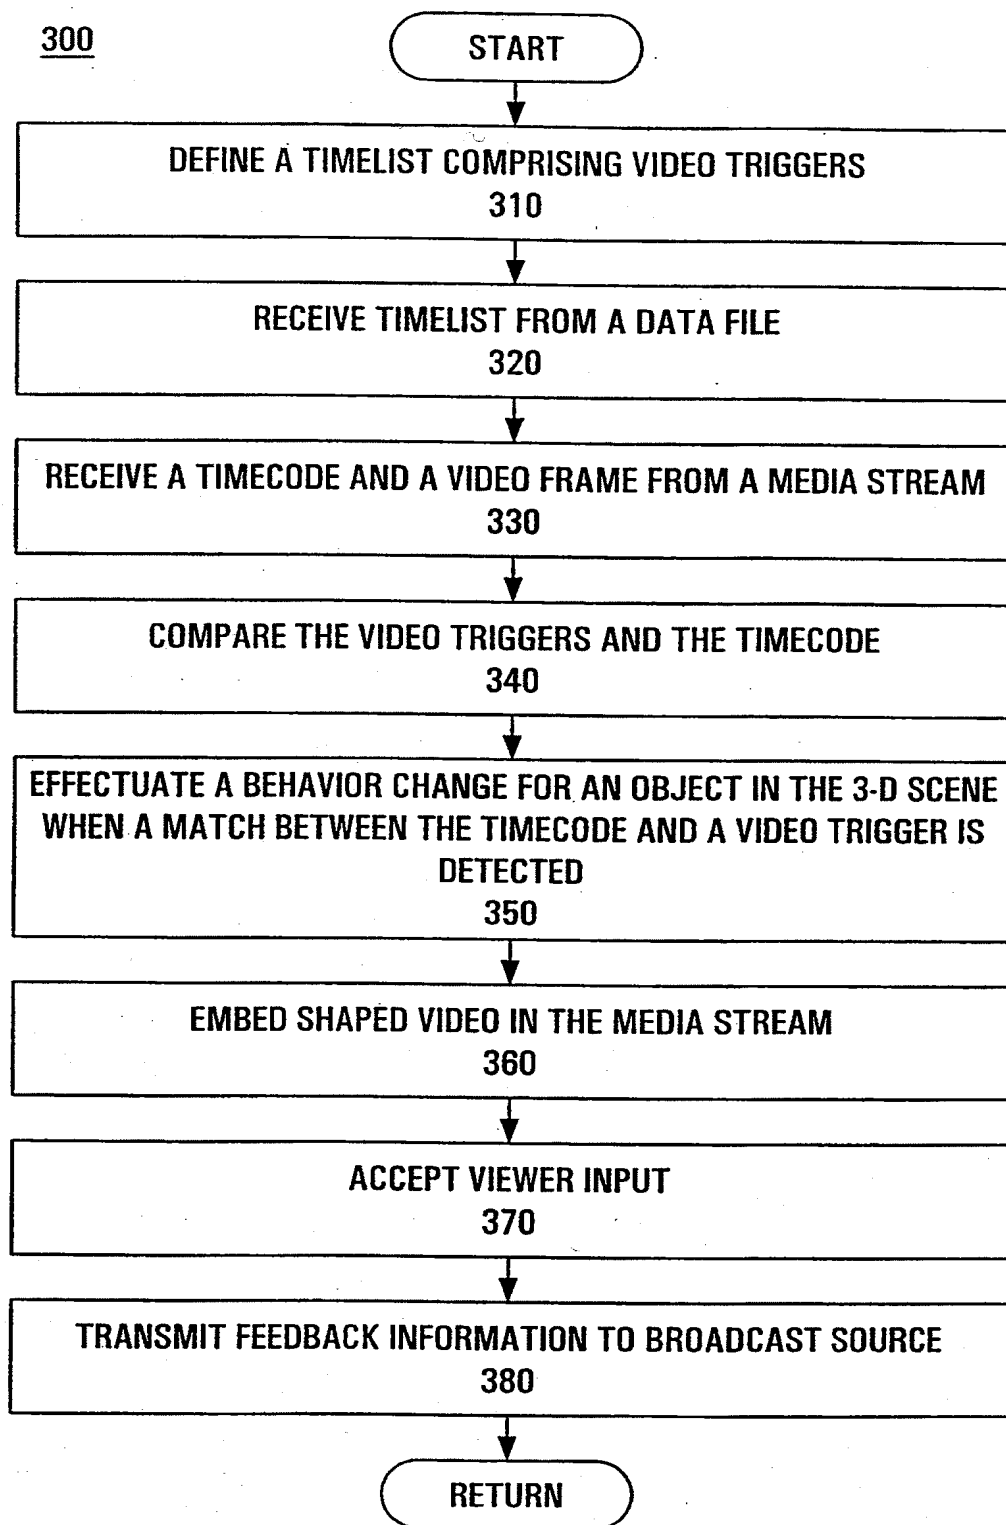 300
START
DEFINE A TIMELIST COMPRISING VIDEO TRIGGERS
310
RECEIVE TIMELIST FROM A DATA FILE
320
RECEIVE A TIMECODE AND A VIDEO FRAME FROM A MEDIA STREAM
330
COMPARE THE VIDEO TRIGGERS AND THE TIMECODE
340
EFFECTUATE A BEHAVIOR CHANGE FOR AN OBJECT IN THE 3-D SCENE
WHEN A MATCH BETWEEN THE TIMECODE AND A VIDEO TRIGGER IS
DETECTED
350
EMBED SHAPED VIDEO IN THE MEDIA STREAM
360
ACCEPT VIEWER INPUT
370
TRANSMIT FEEDBACK INFORMATION TO BROADCAST SOURCE
380
RETURN